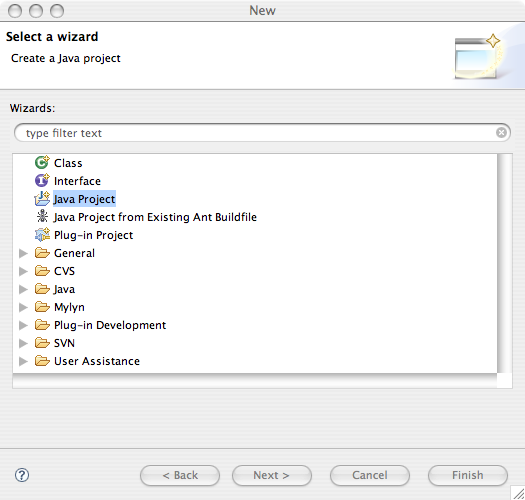 New
Select a wizard
Create a Java project
Wizards:
type filter text
Class
Interface
Java Project
Java Project from Existing Ant Buildfile
Plug-in Project
General
CVS
Java
Mylyn
Plug-in Development
SVN
User Assistance
? < Back Next > Cancel Finish